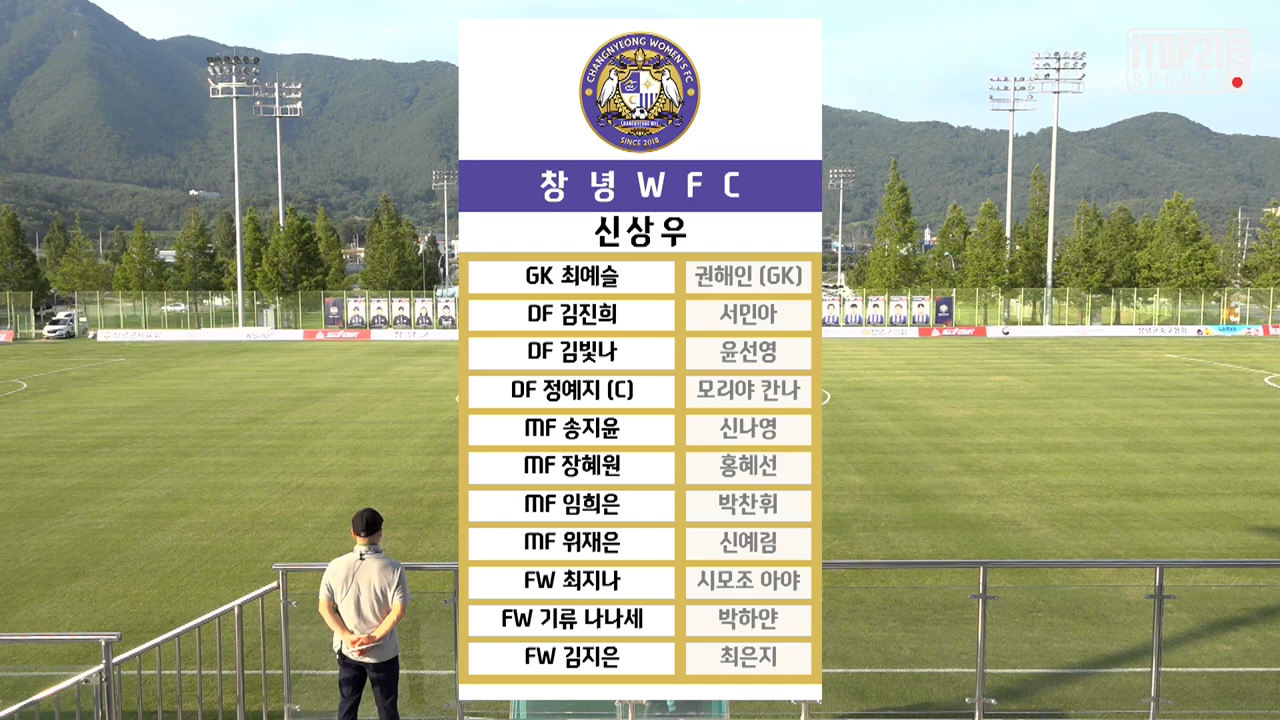 iTOP21
SPORTS
CHANGNYEONG WOMEN'S FC
CHANGNYEONG WFC
SINCE 2018
창녕WFC
신상우
GK 최예슬 권해인 (GK)
DF 김진희 서민아
DF 김빛나 윤선영
DF 정예지 (C) 모리야 칸나
MF 송지윤 신나영
MF 장혜원 홍혜선
MF 임희은 박찬휘
MF 위재은 신예림
FW 최지나 시모조 아야
FW 기류 나나세 박하얀
FW 김지은 최은지